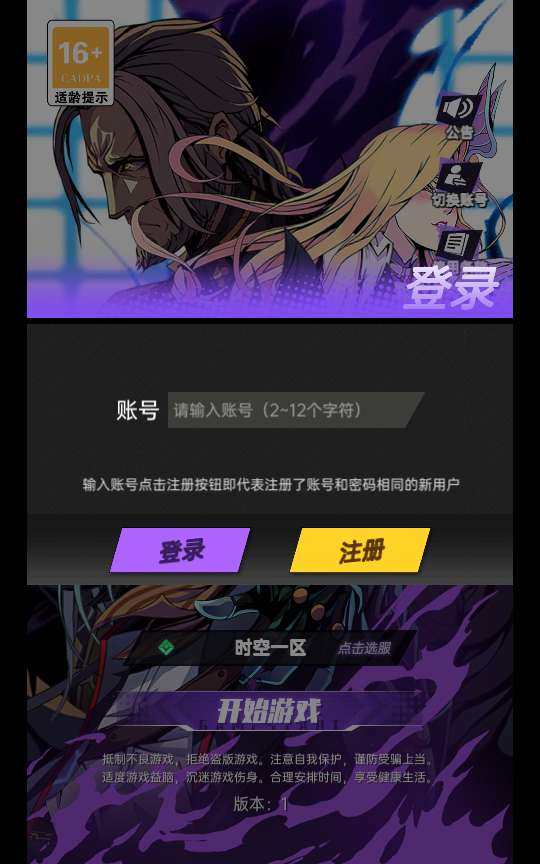 16+
CADPA
适龄提示
公告
切换账号
登录
账号
请输入账号（2~12个字符）
输入账号点击注册按钮即代表注册了账号和密码相同的新用户
登录
注册
时空一区
点击选服
开始游戏
抵制不良游戏，拒绝盗版游戏。注意自我保护，谨防受骗上当。
适度游戏益脑，沉迷游戏伤身。合理安排时间，享受健康生活。
版本：1